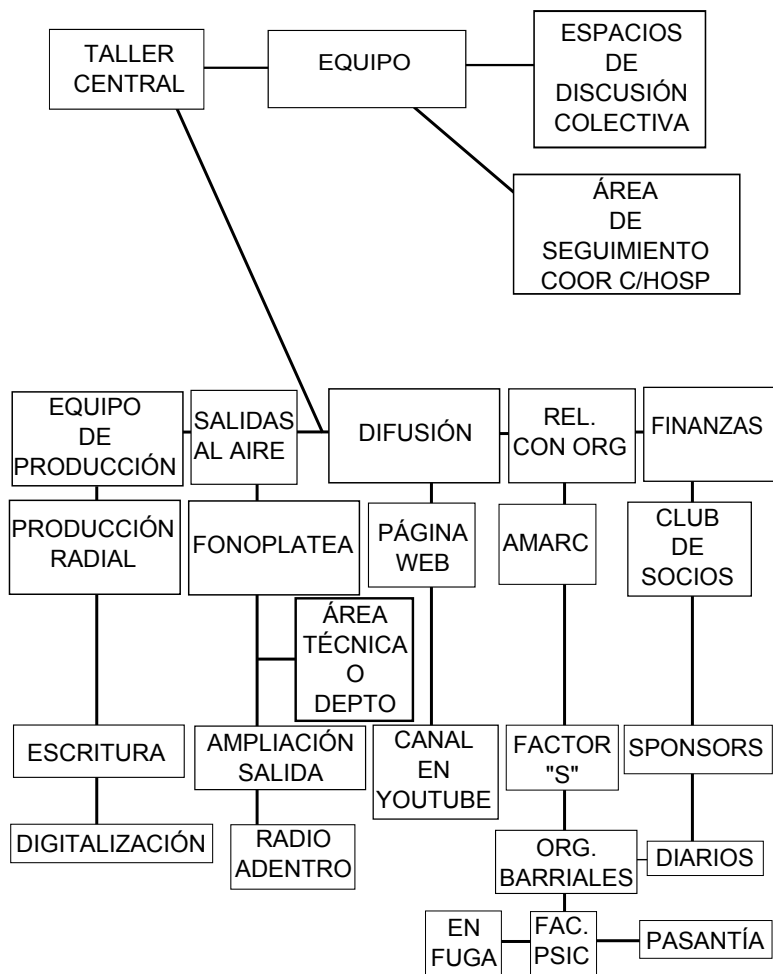 TALLER
CENTRAL
EQUIPO
ESPACIOS
DE
DISCUSIÓN
COLECTIVA
ÁREA
DE
SEGUIMIENTO
COOR C/HOSP
EQUIPO
DE
PRODUCCIÓN
SALIDAS
AL AIRE
DIFUSIÓN
REL.
CON ORG
FINANZAS
PRODUCCIÓN
RADIAL
FONOPLATEA
PÁGINA
WEB
AMARC
CLUB
DE
SOCIOS
ÁREA
TÉCNICA
O
DEPTO
ESCRITURA
AMPLIACIÓN
SALIDA
CANAL
EN
YOUTUBE
FACTOR
"S"
SPONSORS
DIGITALIZACIÓN
RADIO
ADENTRO
ORG.
BARRIALES
DIARIOS
EN
FUGA
FAC.
PSIC
PASANTÍA